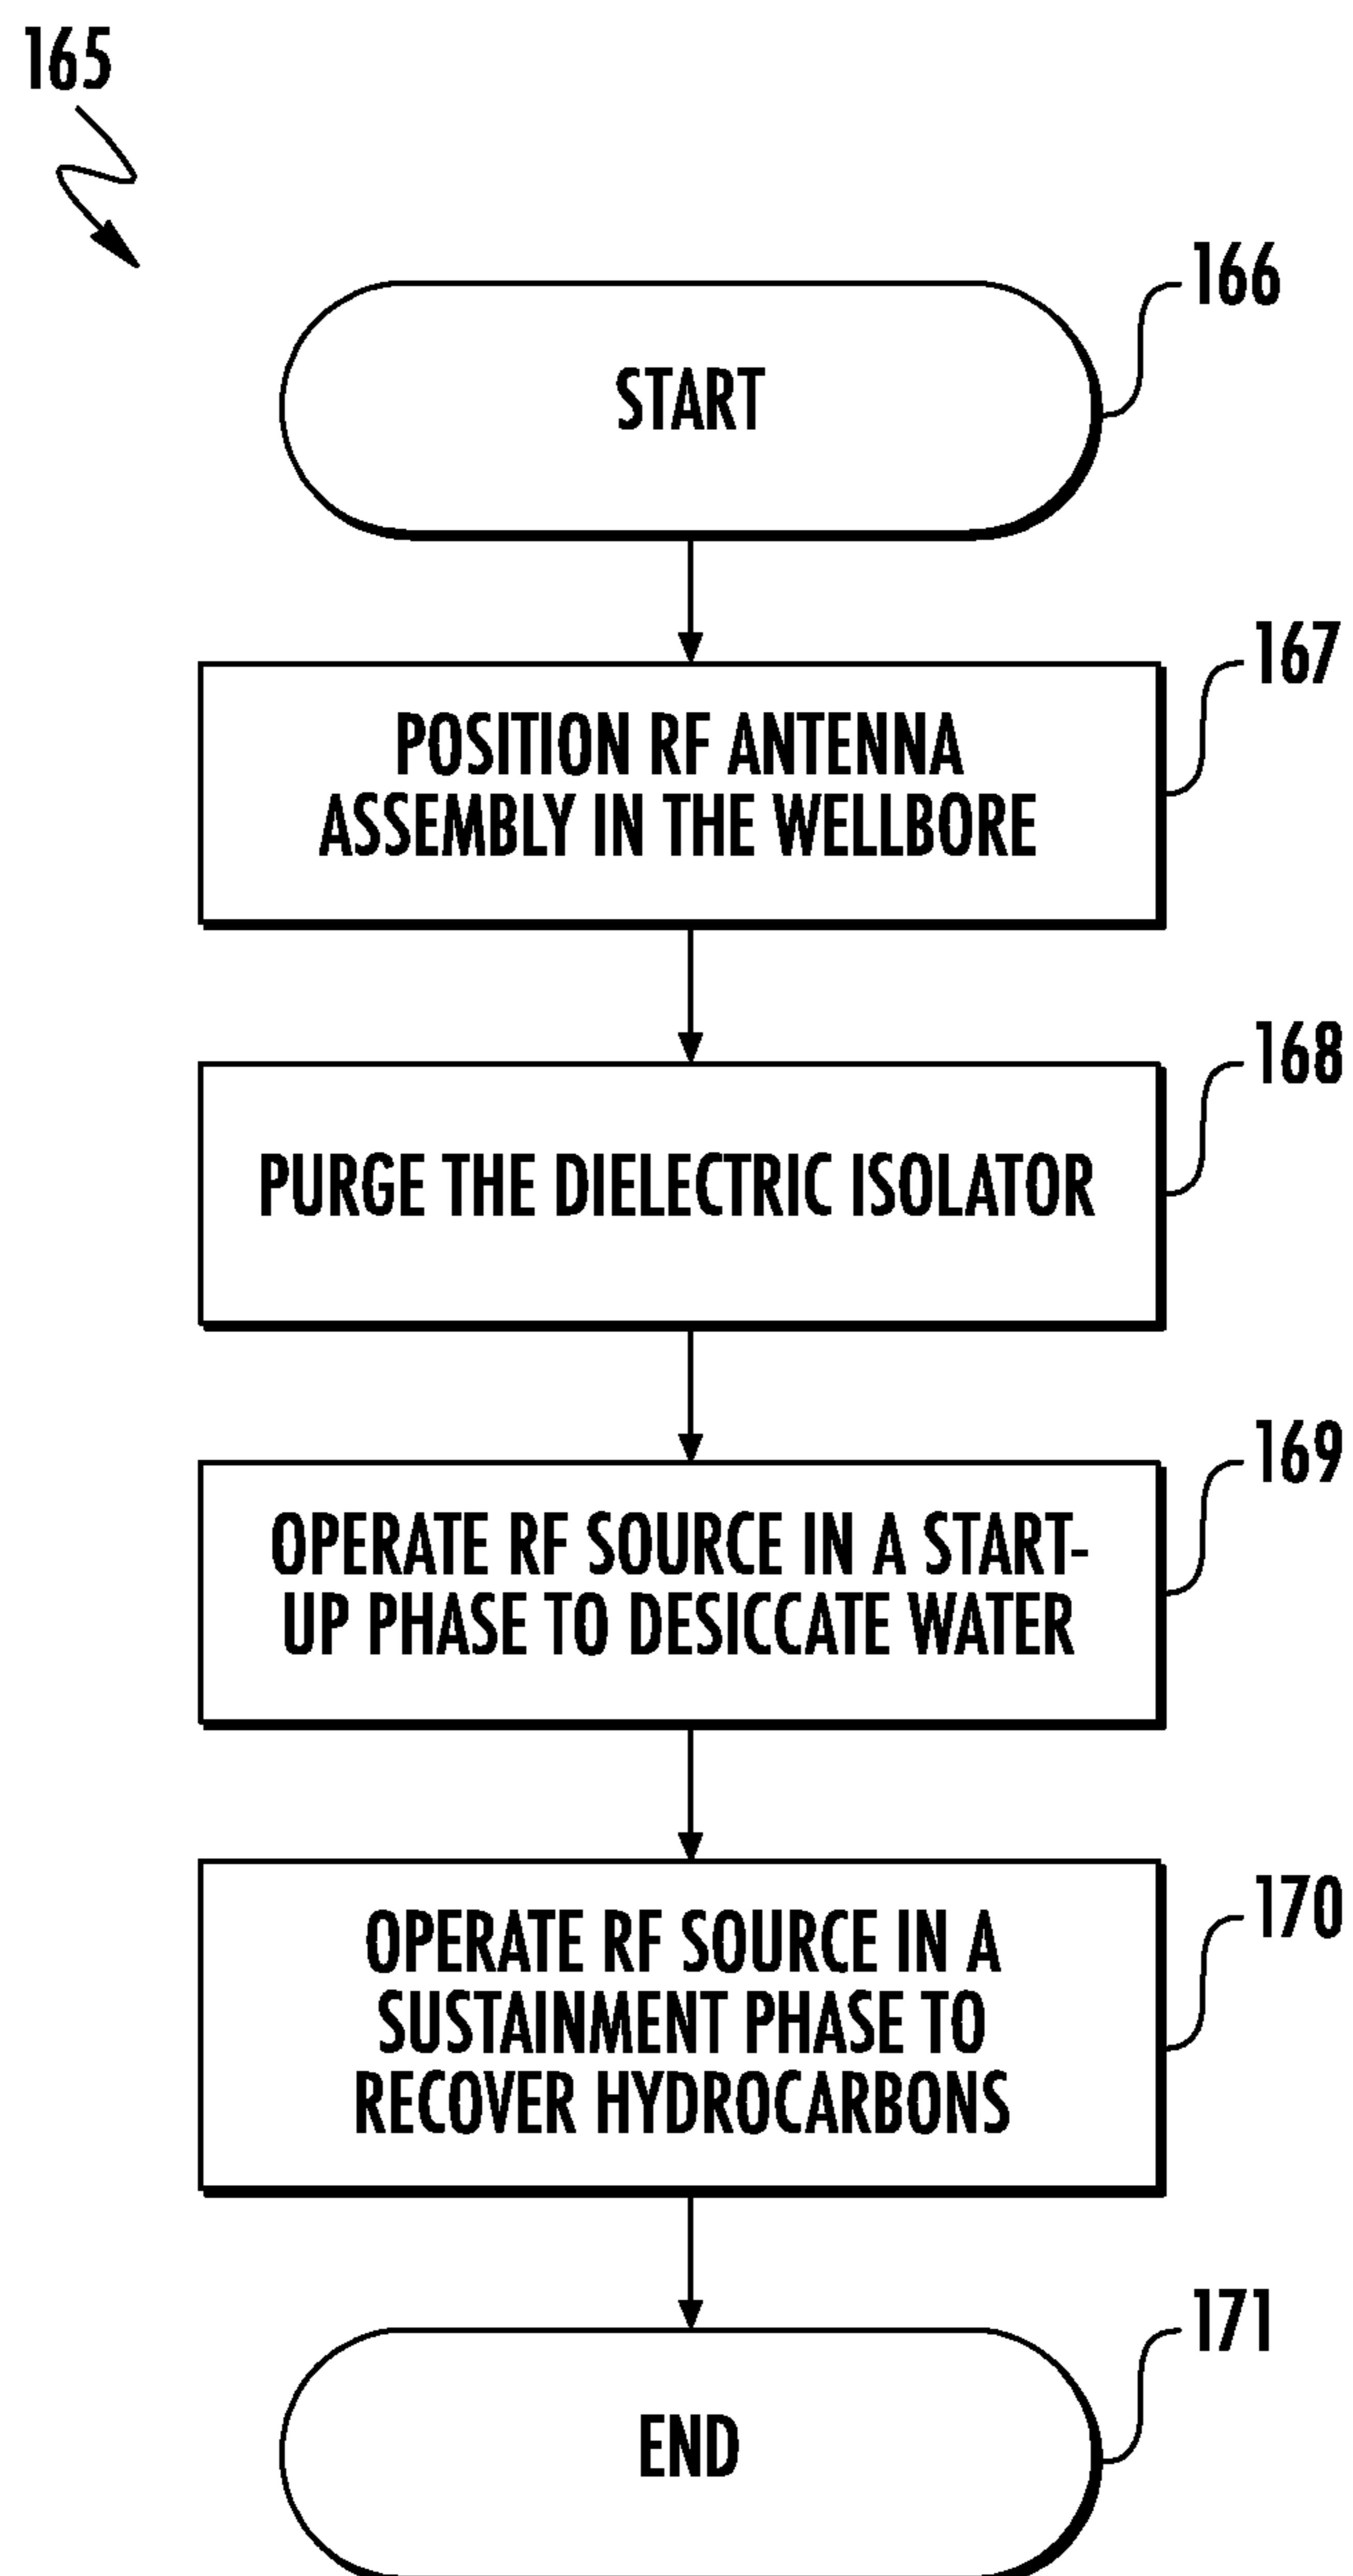 165
166
START
167
POSITION RF ANTENNA
ASSEMBLY IN THE WELLBORE
168
PURGE THE DIELECTRIC ISOLATOR
169
OPERATE RF SOURCE IN A START-
UP PHASE TO DESICCATE WATER
170
OPERATE RF SOURCE IN A
SUSTAINMENT PHASE TO
RECOVER HYDROCARBONS
171
END